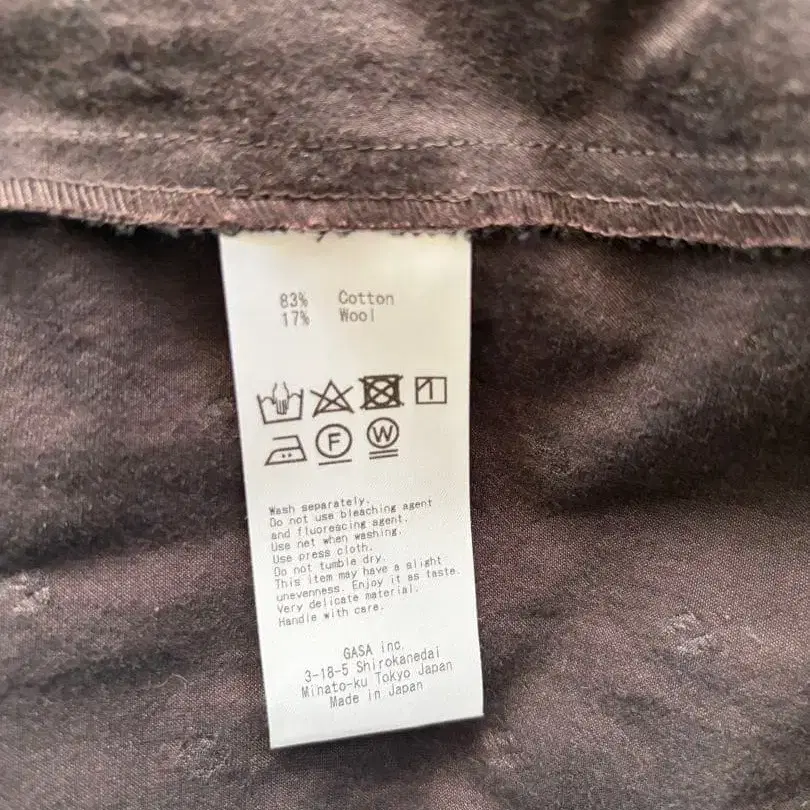 83% Cotton
17% Wool
F W
Wash separately.
Do not use bleaching agent
and fluorescing agent.
Use net when washing.
Use press cloth.
Do not tumble dry.
This item may have a slight
unevenness. Enjoy it as taste.
Very delicate material.
Handle with care.
GASA inc.
3-18-5 Shirokanedai
Minato-ku Tokyo Japan
Made in Japan